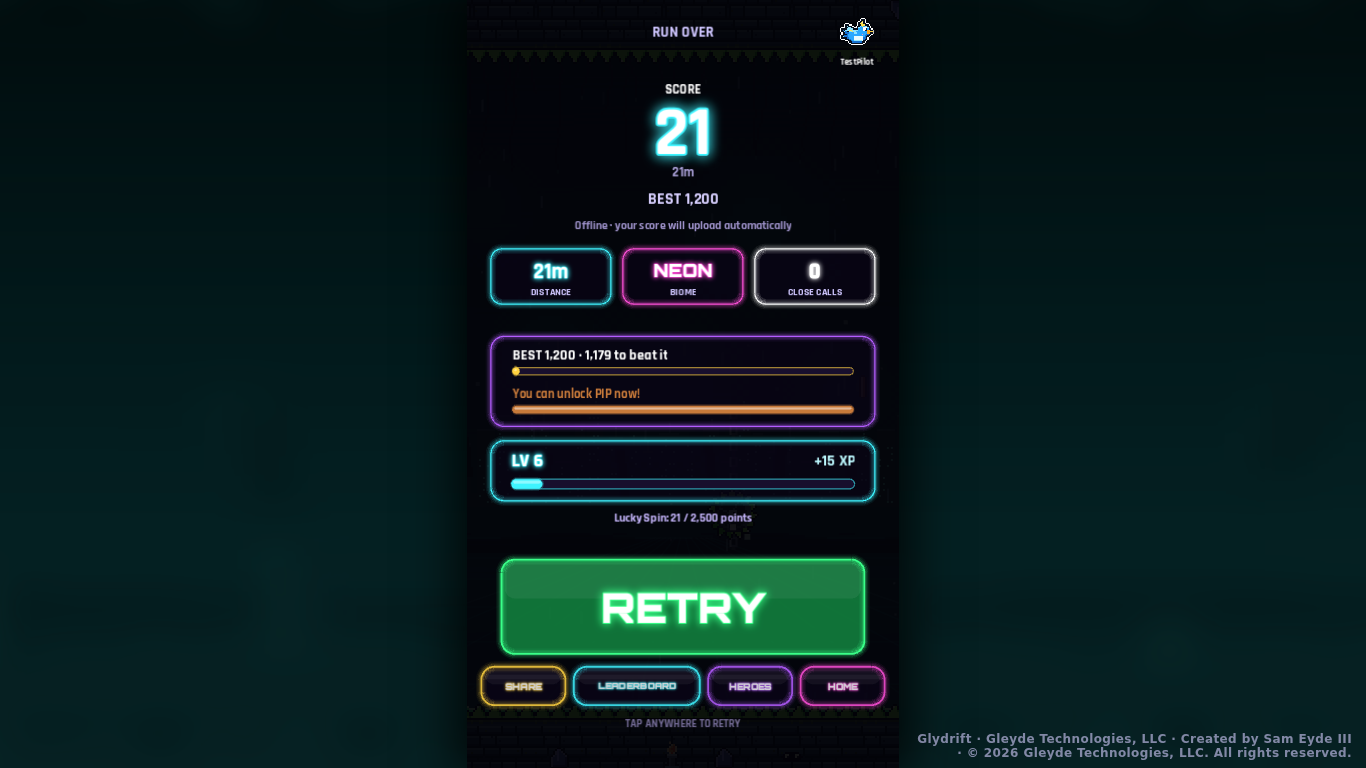 RUN OVER
TestPilot
SCORE
21
21m
BEST 1,200
Offline · your score will upload automatically
21m
DISTANCE
NEON
BIOME
0
CLOSE CALLS
BEST 1,200 · 1,179 to beat it
You can unlock PIP now!
LV 6
+15 XP
Lucky Spin: 21 / 2,500 points
RETRY
SHARE
LEADERBOARD
HEROES
HOME
TAP ANYWHERE TO RETRY
Glydrift · Gleyde Technologies, LLC · Created by Sam Eyde III
· © 2026 Gleyde Technologies, LLC. All rights reserved.